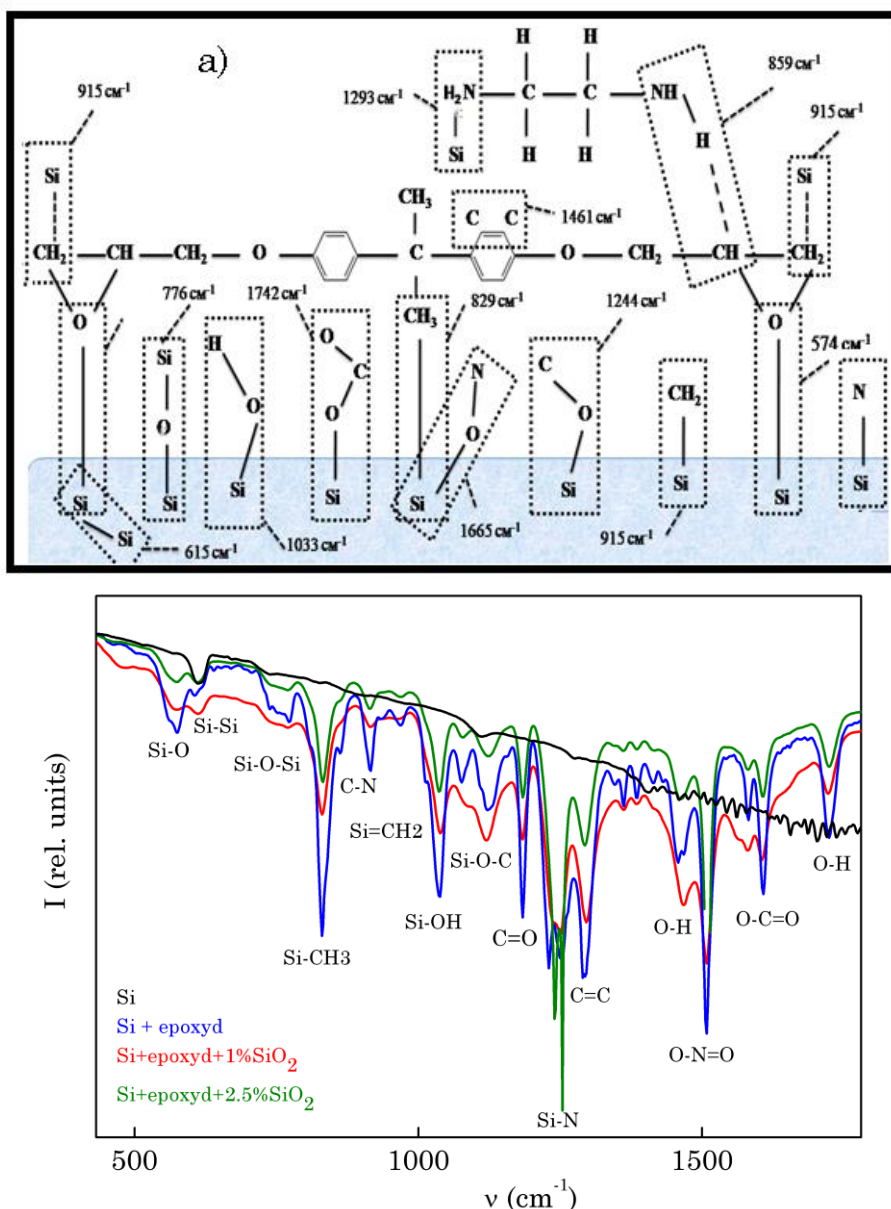 a)
H H
915 см-1 859 см-1
1293 см-1 H2N C C NH 915 см-1
H
Si Si H H Si
CH3 C C 1461 см-1
CH2 CH CH2 O C O CH2 CH CH2
776 см-1 1742 см-1 829 см-1 1244 см-1
O CH3 O
Si H O C N C CH2 574 см-1 N
O O O O O
Si Si Si Si Si Si Si Si Si
Si 615 см-1 1033 см-1 1665 см-1 915 см-1
Si-O
Si-Si
Si-O-Si
C-N
Si=CH2
Si-O-C
O-H
Si-OH
C=O
O-H
O-C=O
Si-CH3
C=C
Si
Si + epoxyd
O-N=O
Si+epoxyd+1%SiO2
Si+epoxyd+2.5%SiO2
Si-N
I (rel. units)
500 1000 1500
ν (cm-1)